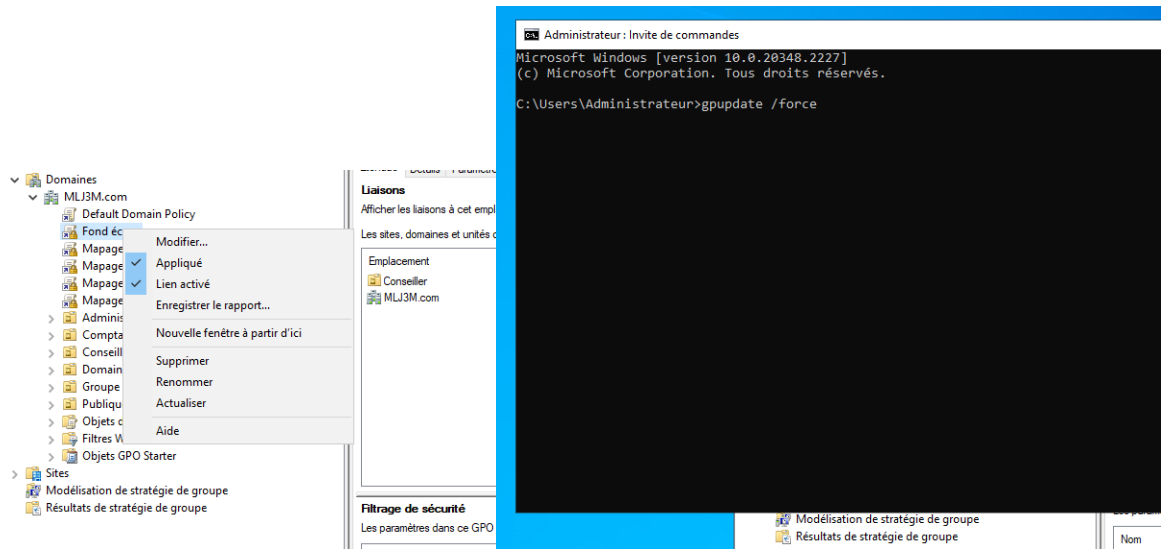 Administrateur : Invite de commandes
Microsoft Windows [version 10.0.20348.2227]
(c) Microsoft Corporation. Tous droits réservés.
C:\Users\Administrateur>gpupdate /force
Domaines
MLJ3M.com
Default Domain Policy
Fond éc
Mapage
Mapage
Mapage
Mapage
Adminis
Compta
Conseill
Domain
Groupe
Publiqu
Objets d
Filtres W
Objets GPO Starter
Sites
Modélisation de stratégie de groupe
Résultats de stratégie de groupe
Modifier...
Appliqué
Lien activé
Enregistrer le rapport...
Nouvelle fenêtre à partir d'ici
Supprimer
Renommer
Actualiser
Aide
Détails
Liaisons
Afficher les liaisons à cet empl
Les sites, domaines et unités
Emplacement
Conseiller
MLJ3M.com
Filtrage de sécurité
Les paramètres dans ce GPO
Modélisation de stratégie de groupe
Résultats de stratégie de groupe
Nom